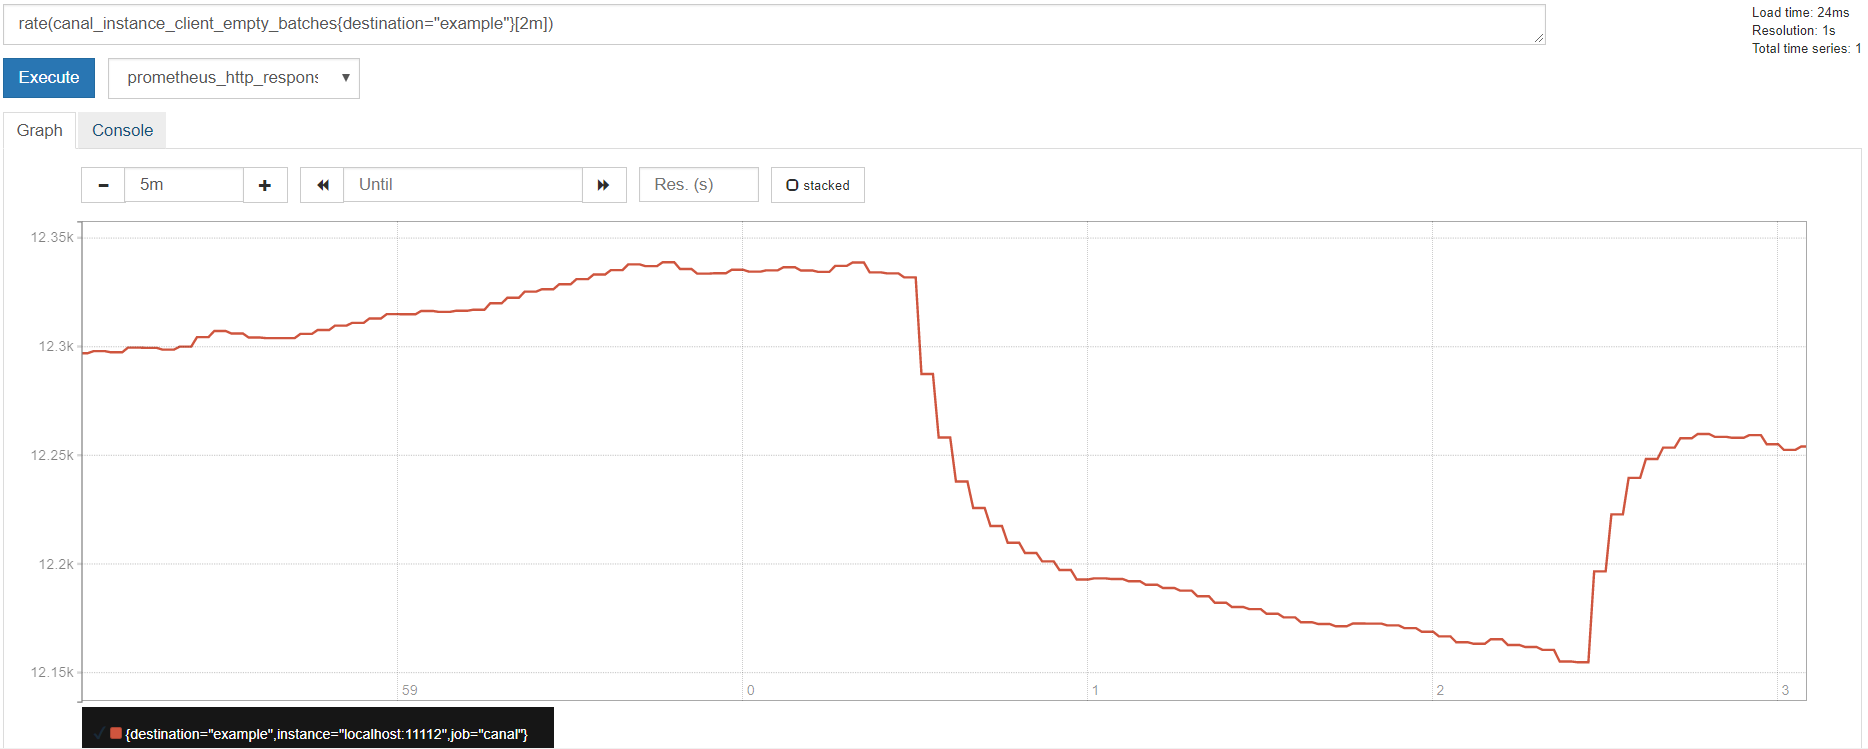 rate(canal_instance_client_empty_batches{destination="example"}[2m])
Load time: 24ms
Resolution: 1s
Total time series: 1
Execute
prometheus_http_respons
Graph
Console
5m
Until
Res. (s)
stacked
12.35k
12.3k
12.25k
12.2k
12.15k
59
0
1
2
3
{destination="example",instance="localhost:11112",job="canal"}